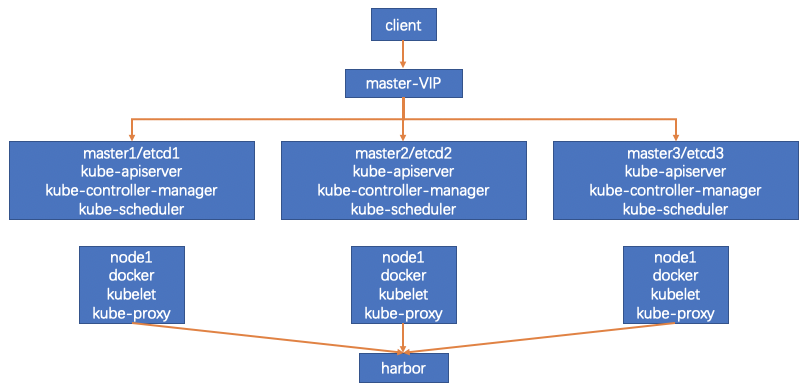 client
master-VIP
master1/etcd1
kube-apiserver
kube-controller-manager
kube-scheduler
master2/etcd2
kube-apiserver
kube-controller-manager
kube-scheduler
master3/etcd3
kube-apiserver
kube-controller-manager
kube-scheduler
node1
docker
kubelet
kube-proxy
node1
docker
kubelet
kube-proxy
node1
docker
kubelet
kube-proxy
harbor